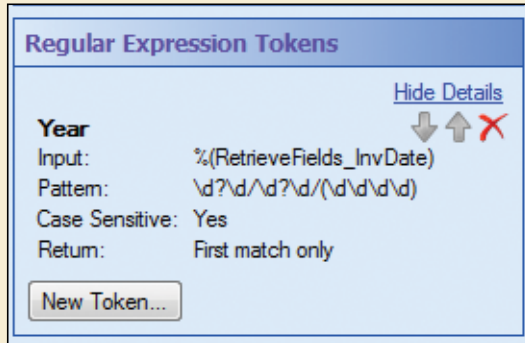 Regular Expression Tokens
Hide Details
Year
Input: %(RetrieveFields_InvDate)
Pattern: \d?\d/\d?\d/(\d\d\d\d)
Case Sensitive: Yes
Return: First match only
New Token...